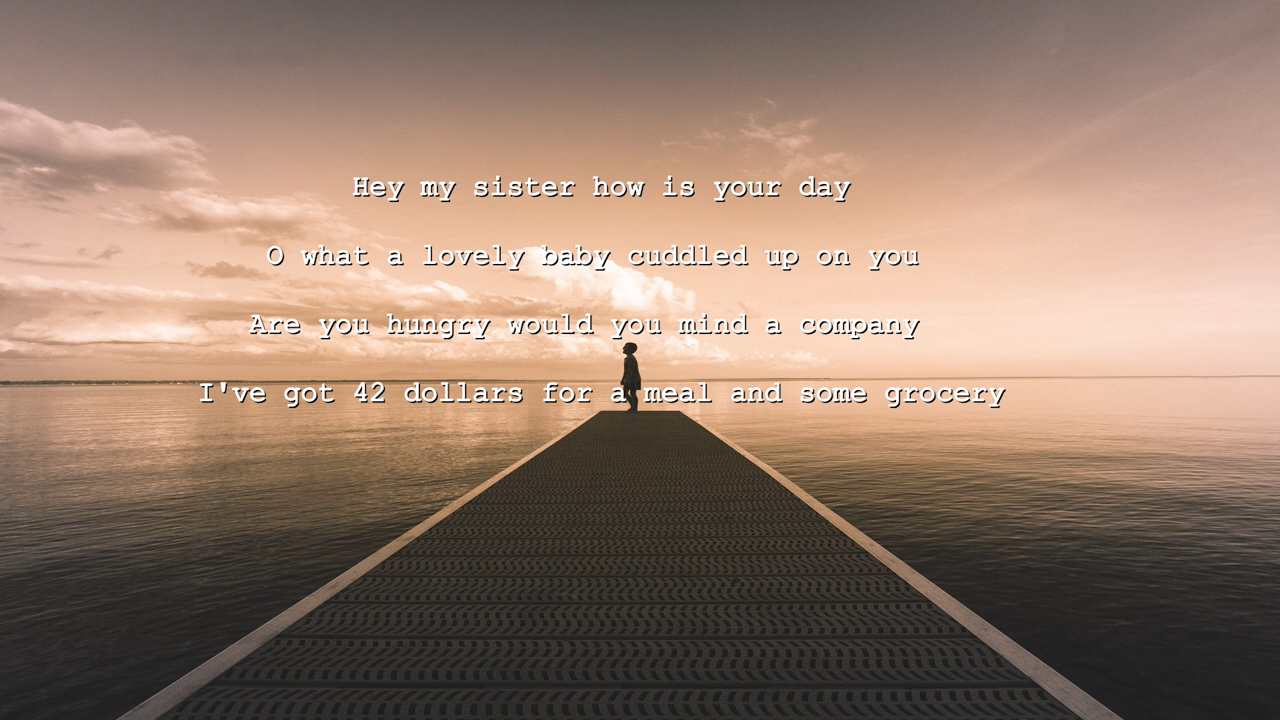 Hey my sister how is your day
O what a lovely baby cuddled up on you
Are you hungry would you mind a company
I've got 42 dollars for a meal and some grocery